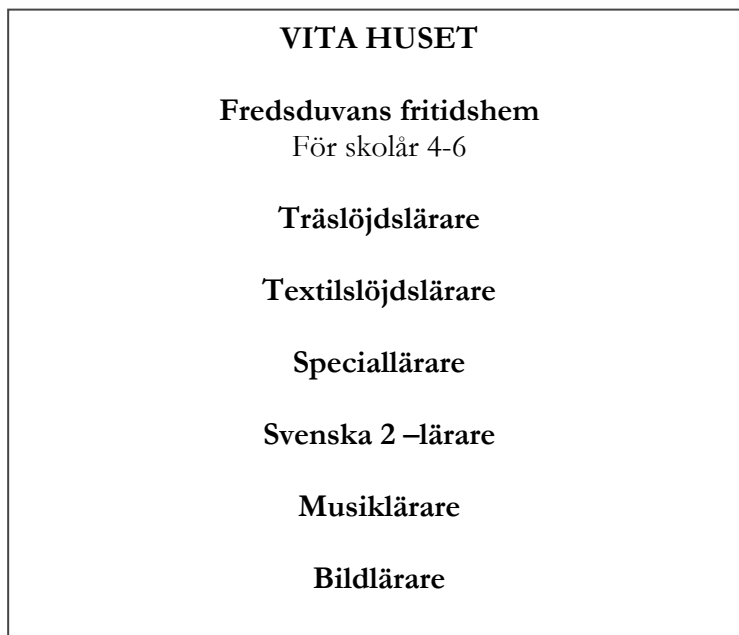 VITA HUSET
Fredsduvans fritidshem
För skolår 4-6
Träslöjdslärare
Textilslöjdslärare
Speciallärare
Svenska 2 –lärare
Musiklärare
Bildlärare